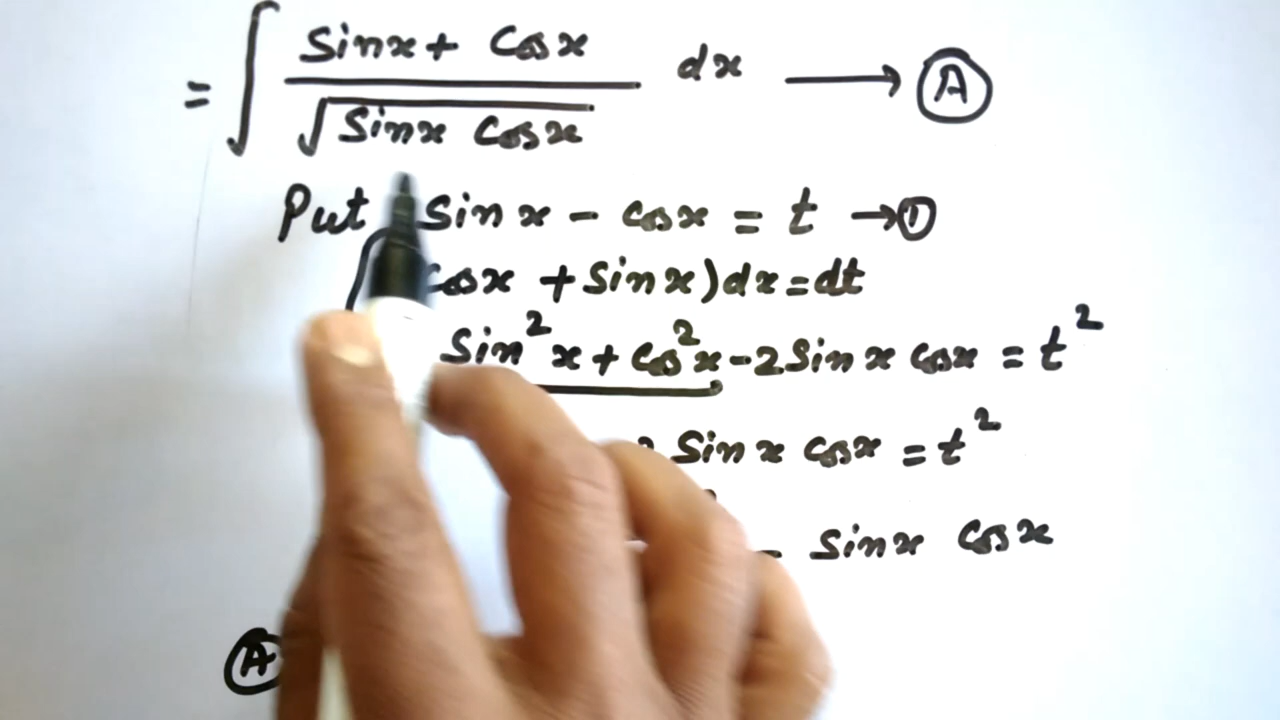 = ∫ (Sinx + Cosx) / √(Sinx Cosx) dx ⟶ Ⓐ
Put Sinx - Cosx = t → ①
Cosx + Sinx) dx = dt
Sin²x + Cos²x - 2Sinx Cosx = t²
Sinx Cosx = t²
Sinx Cosx
Ⓐ